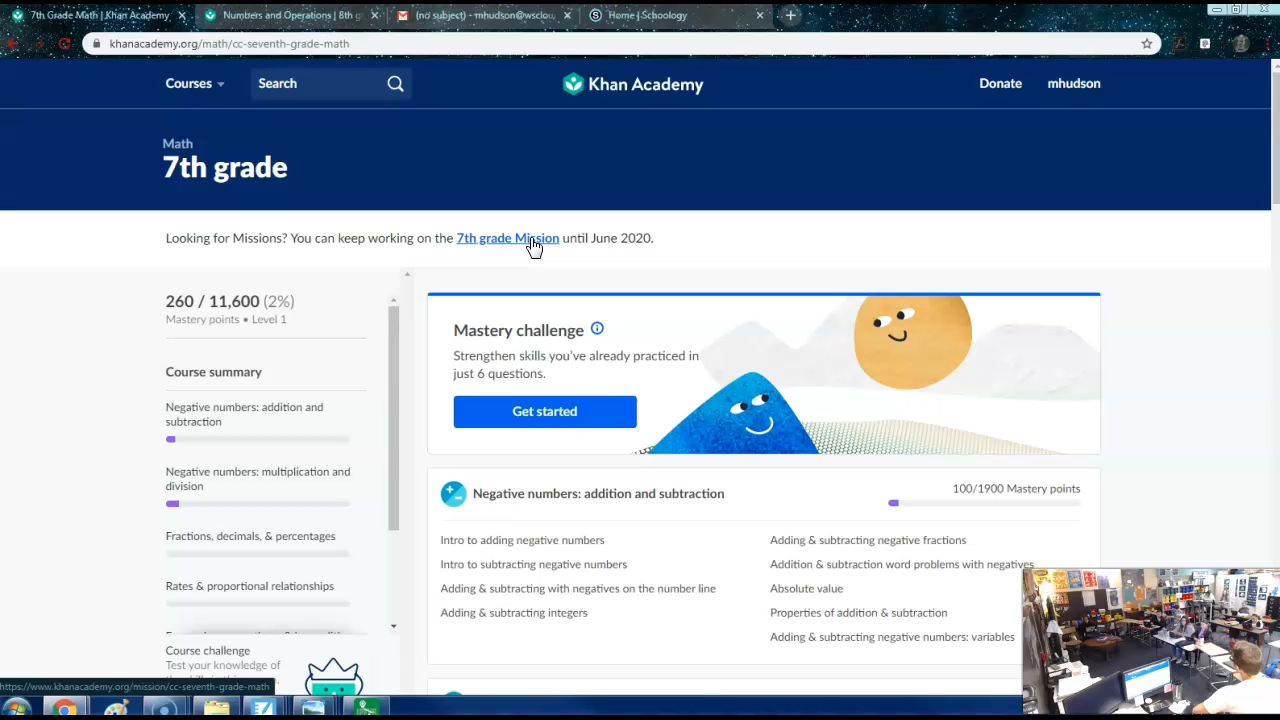 7th Grade Math | Khan Academy
Numbers and Operations | 8th g
(no subject) - mhudson@wsclou
Home | Schoology
khanacademy.org/math/cc-seventh-grade-math
Courses
Search
Khan Academy
Donate
mhudson
Math
7th grade
Looking for Missions? You can keep working on the 7th grade Mission until June 2020.
260 / 11,600 (2%)
Mastery points • Level 1
Course summary
Negative numbers: addition and
subtraction
Negative numbers: multiplication and
division
Fractions, decimals, & percentages
Rates & proportional relationships
Course challenge
Test your knowledge of
Mastery challenge
Strengthen skills you've already practiced in
just 6 questions.
Get started
Negative numbers: addition and subtraction
100/1900 Mastery points
Intro to adding negative numbers
Intro to subtracting negative numbers
Adding & subtracting with negatives on the number line
Adding & subtracting integers
Adding & subtracting negative fractions
Addition & subtraction word problems with negatives
Absolute value
Properties of addition & subtraction
Adding & subtracting negative numbers: variables
https://www.khanacademy.org/mission/cc-seventh-grade-math